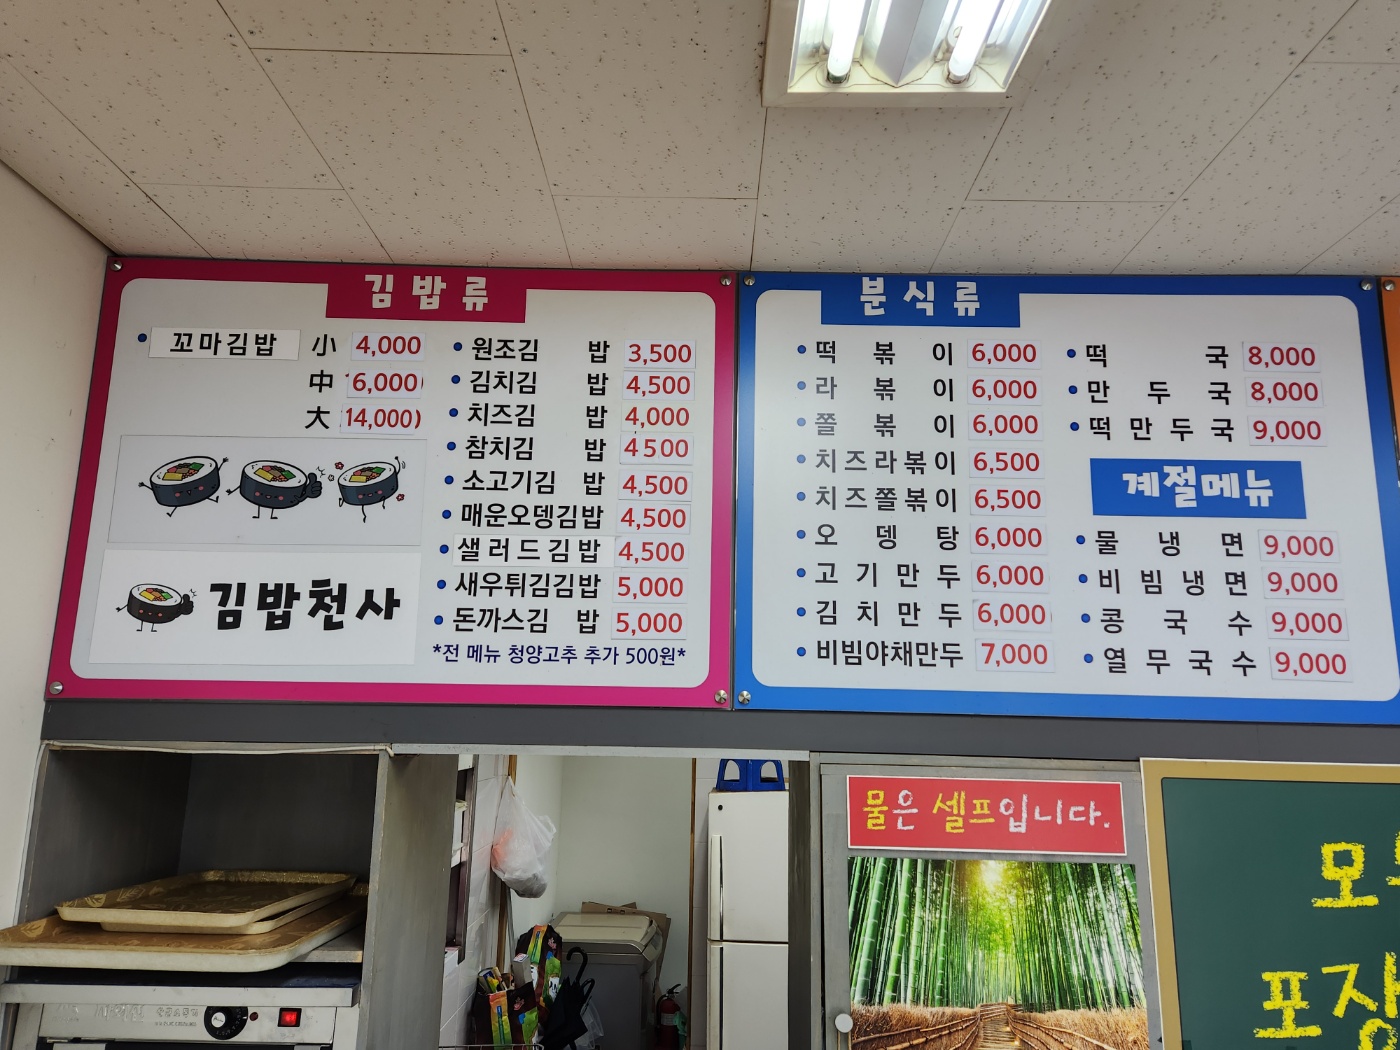 김밥류
꼬마김밥 小 4,000
中 6,000
大 14,000
김밥천사
원조김밥 3,500
김치김밥 4,500
치즈김밥 4,000
참치김밥 4500
소고기김밥 4,500
매운오뎅김밥 4,500
샐러드김밥 4,500
새우튀김김밥 5,000
돈까스김밥 5,000
*전 메뉴 청양고추 추가 500원*
분식류
떡볶이 6,000
라볶이 6,000
쫄볶이 6,000
치즈라볶이 6,500
치즈쫄볶이 6,500
오뎅탕 6,000
고기만두 6,000
김치만두 6,000
비빔야채만두 7,000
떡국 8,000
만두국 8,000
떡만두국 9,000
계절메뉴
물냉면 9,000
비빔냉면 9,000
콩국수 9,000
열무국수 9,000
물은 셀프입니다.
포장